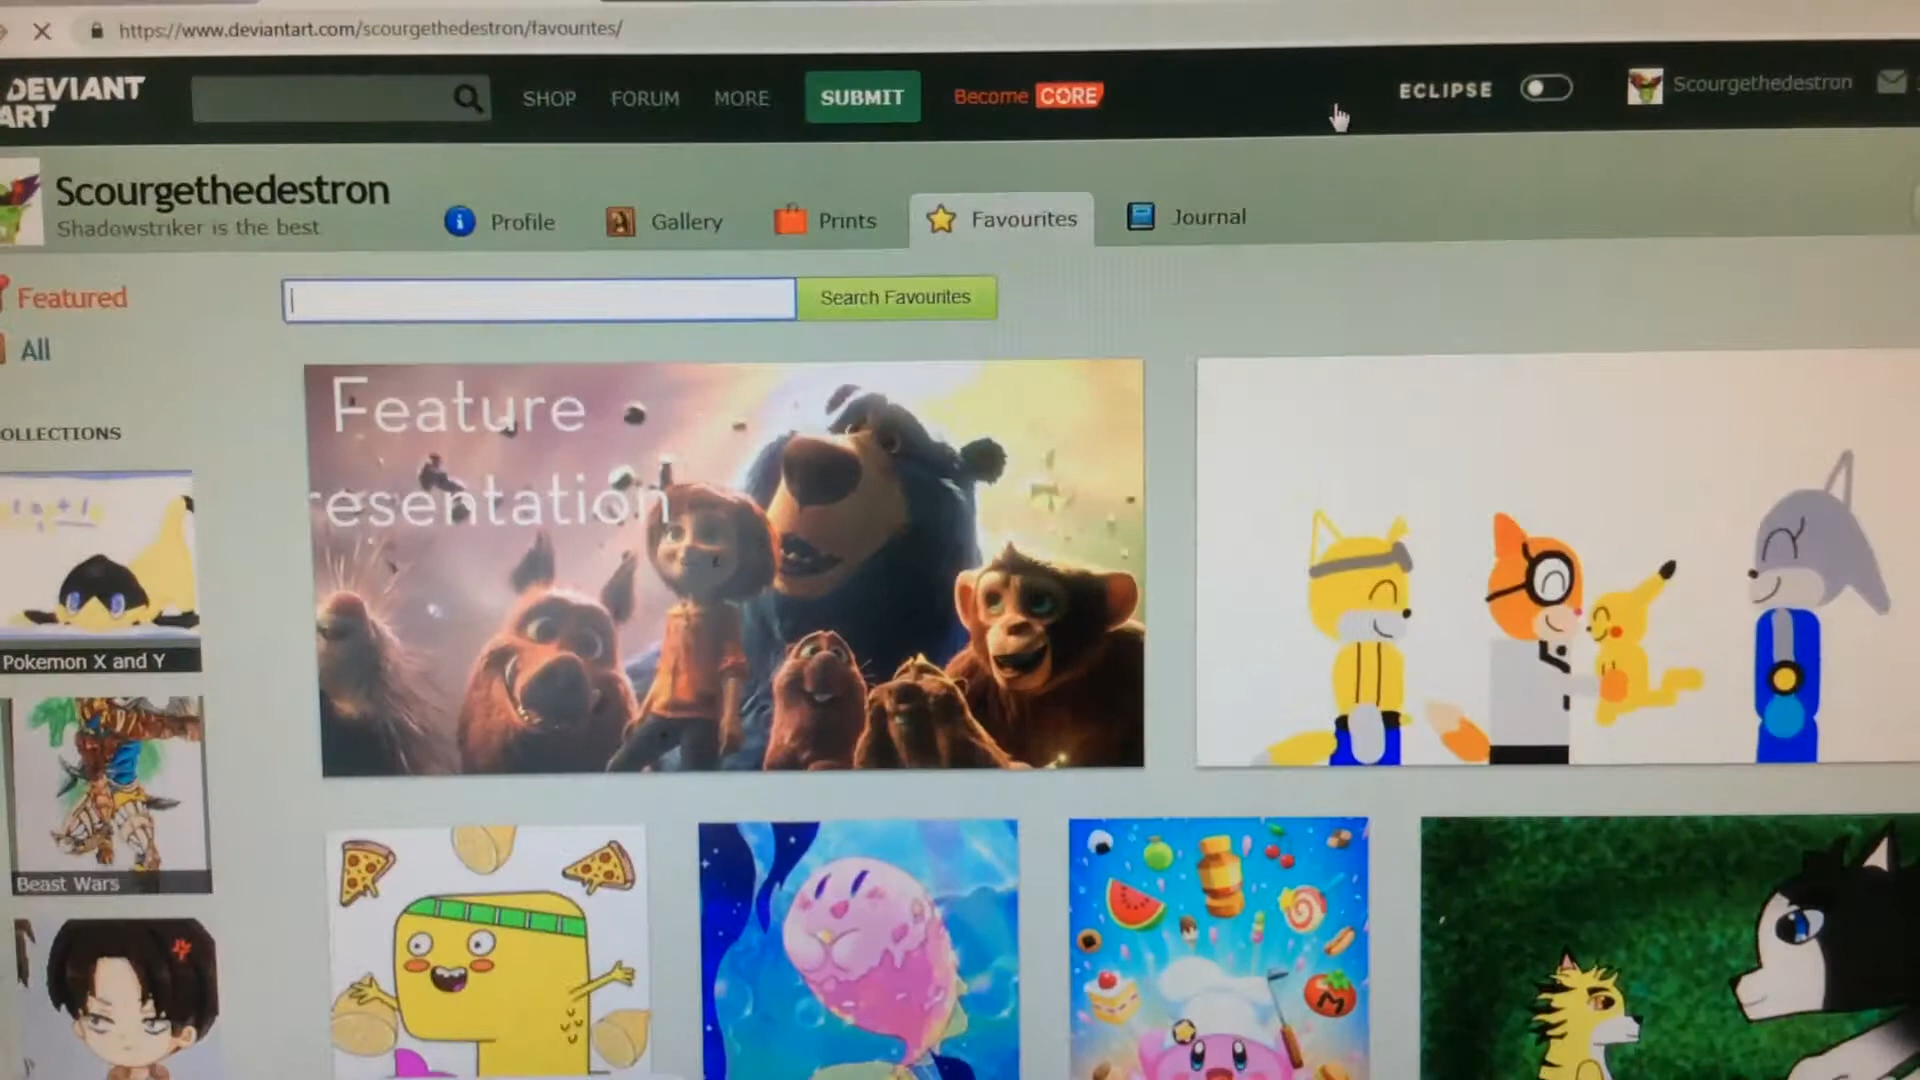 https://www.deviantart.com/scourgethedestron/favourites/
DEVIANT
ART
SHOP
FORUM
MORE
SUBMIT
Become CORE
ECLIPSE
Scourgethedestron
Scourgethedestron
Shadowstriker is the best
Profile
Gallery
Prints
Favourites
Journal
Featured
Search Favourites
All
OLLECTIONS
Feature
resentation
Pokemon X and Y
Beast Wars